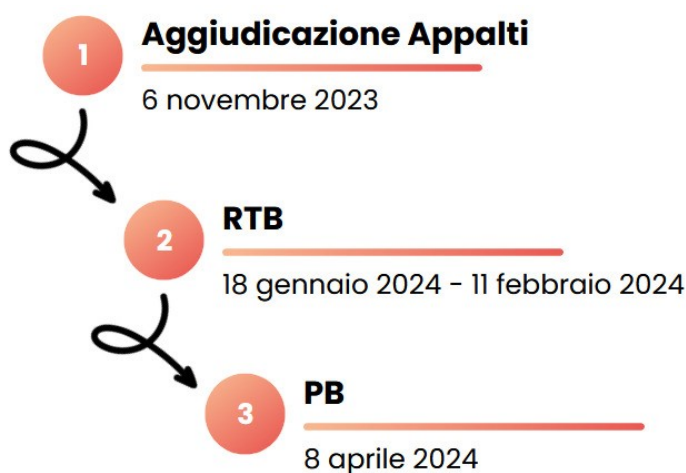 1
Aggiudicazione Appalti
6 novembre 2023
2
RTB
18 gennaio 2024 - 11 febbraio 2024
3
PB
8 aprile 2024